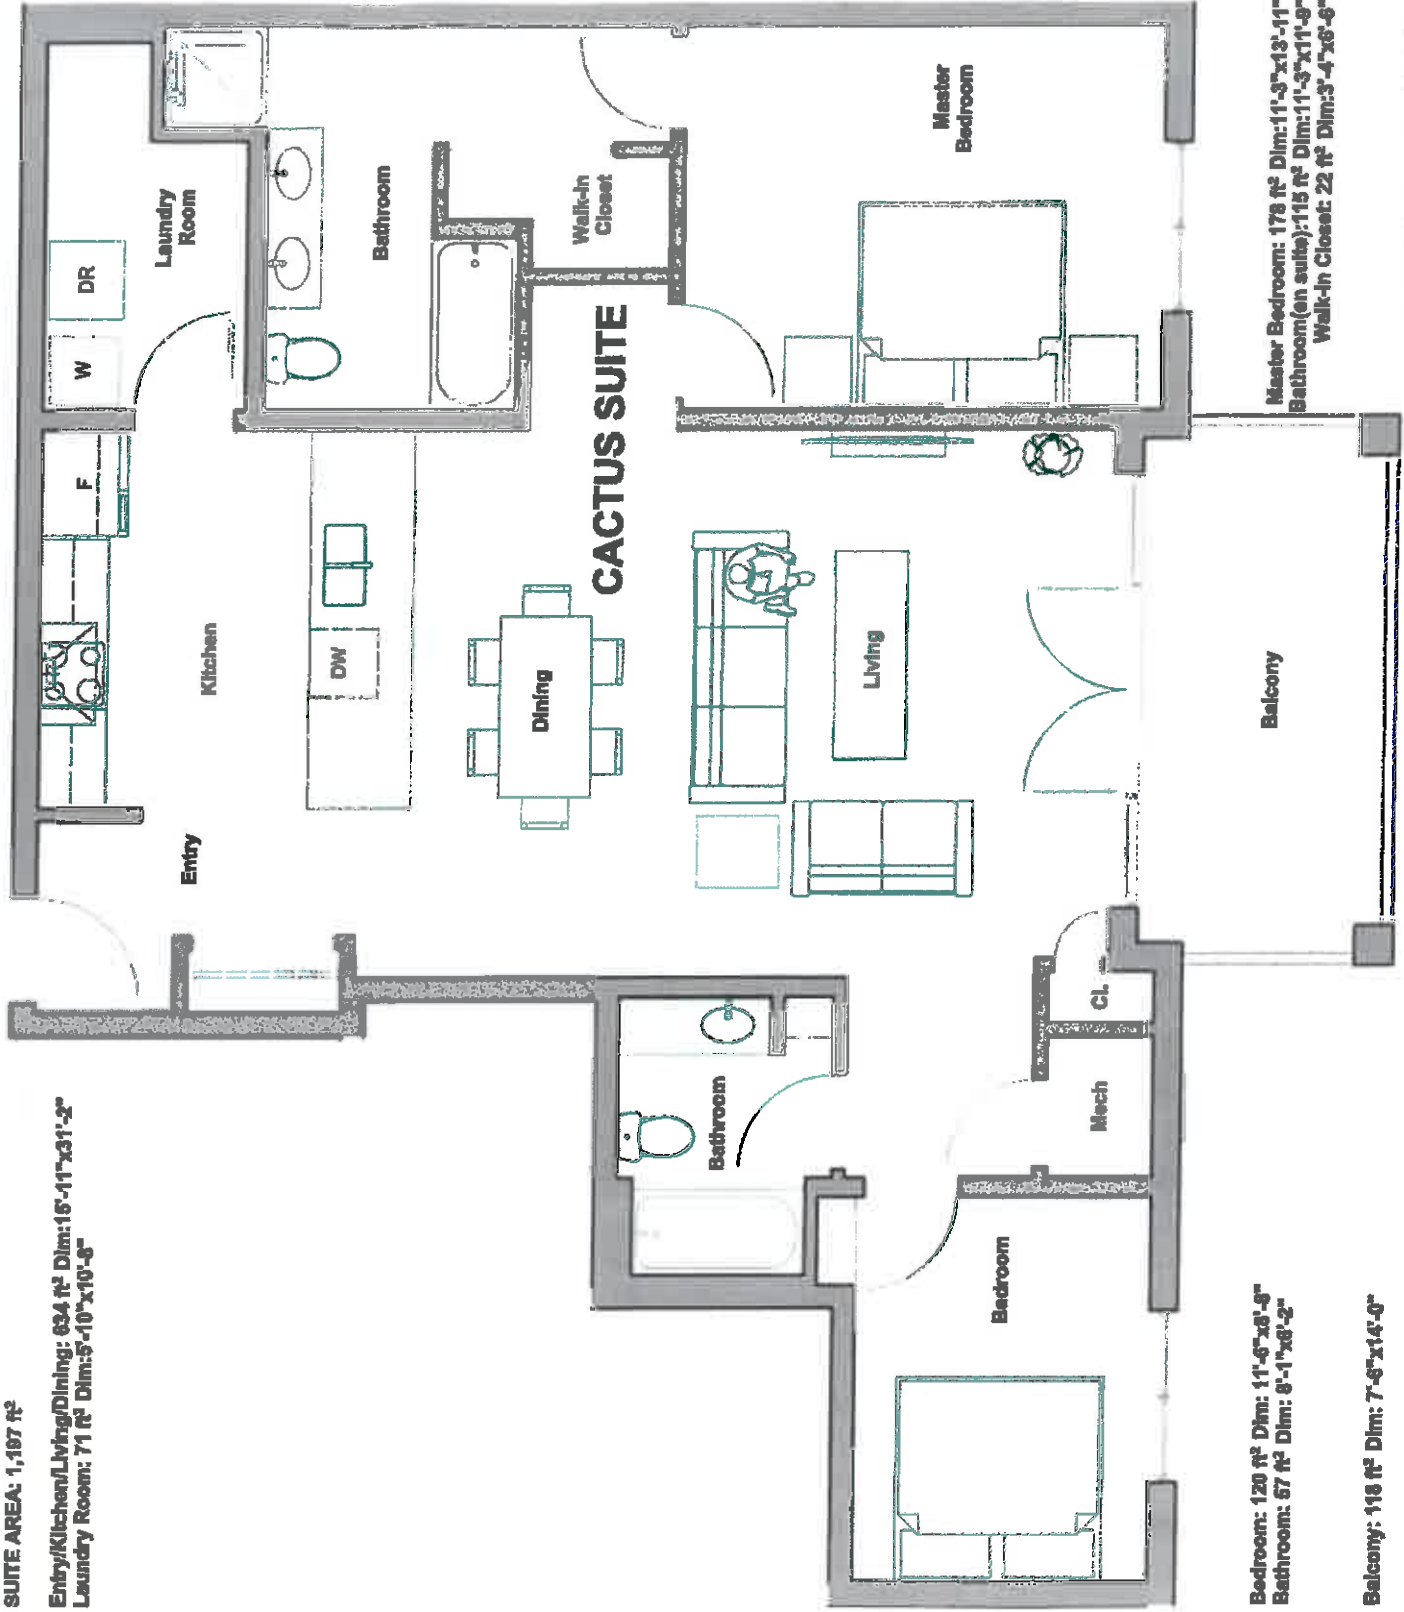 SUITE AREA: 1,197 ft²
Entry/Kitchen/Living/Dining: 634 ft² Dim:15'-11"x31'-2"
Laundry Room: 71 ft² Dim:5'-10"x10'-8"
Entry
Kitchen
F
W
DR
Laundry
Room
DW
Dining
CACTUS SUITE
Bathroom
Walk-In
Closet
Living
Master
Bedroom
Bathroom
Cl.
Mech
Bedroom
Balcony
Bedroom: 120 ft² Dim: 11'-6"x8'-8"
Bathroom: 57 ft² Dim: 8'-1"x6'-2"
Balcony: 118 ft² Dim: 7'-8"x14'-0"
Master Bedroom: 178 ft² Dim:11'-3"x13'-11"
Bathroom(en suite):115 ft² Dim:11'-3"x11'-9"
Walk-In Closet: 22 ft² Dim:3'-4"x6'-6"